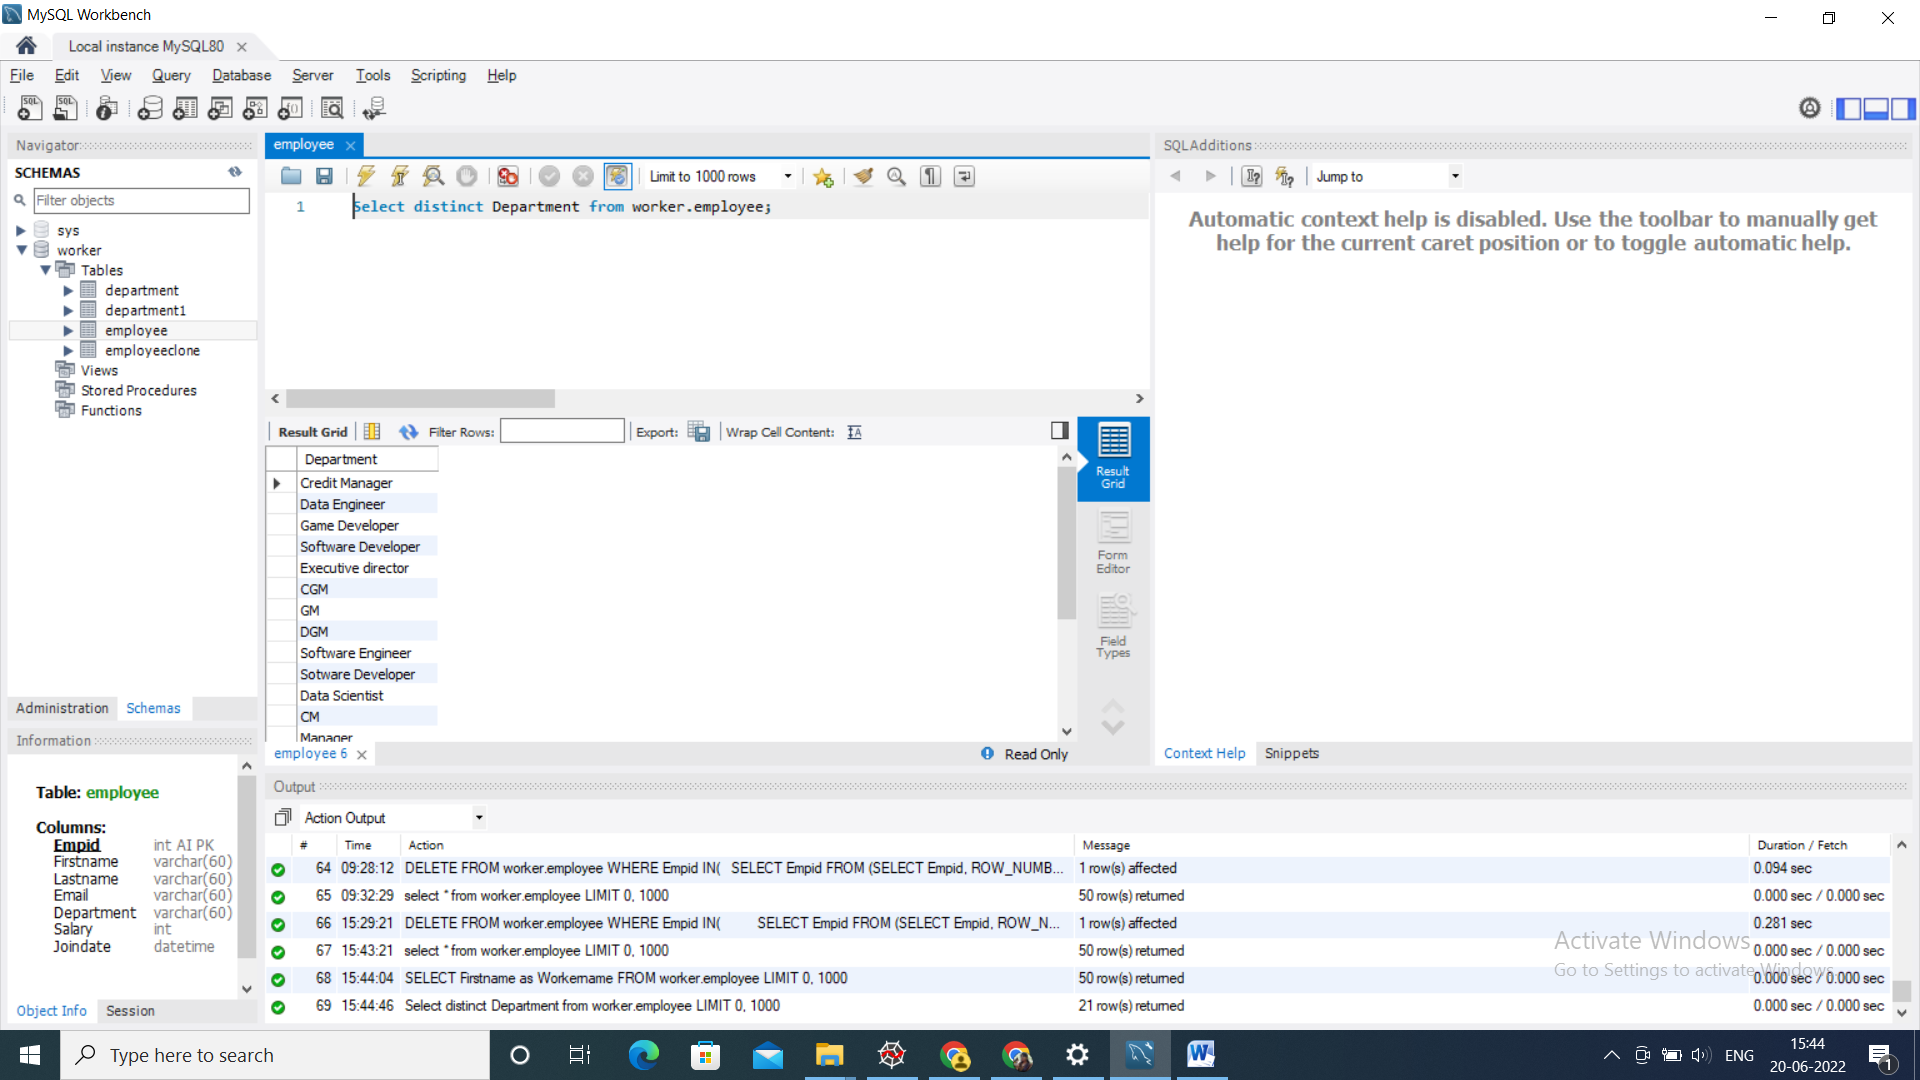 MySQL Workbench
Local instance MySQL80
File Edit View Query Database Server Tools Scripting Help
Navigator
SCHEMAS
Filter objects
sys
worker
Tables
department
department1
employee
employeeclone
Views
Stored Procedures
Functions
Administration Schemas
Information
Table: employee
Columns:
Empid int AI PK
Firstname varchar(60)
Lastname varchar(60)
Email varchar(60)
Department varchar(60)
Salary int
Joindate datetime
Object Info Session
employee
Limit to 1000 rows
1 Select distinct Department from worker.employee;
Result Grid Filter Rows: Export: Wrap Cell Content:
Department
Credit Manager
Data Engineer
Game Developer
Software Developer
Executive director
CGM
GM
DGM
Software Engineer
Sotware Developer
Data Scientist
CM
Manager
Result
Grid
Form
Editor
Field
Types
employee 6
Read Only
SQLAdditions
Jump to
Automatic context help is disabled. Use the toolbar to manually get
help for the current caret position or to toggle automatic help.
Context Help Snippets
Output
Action Output
# Time Action Message Duration / Fetch
64 09:28:12 DELETE FROM worker.employee WHERE Empid IN( SELECT Empid FROM (SELECT Empid, ROW_NUMB... 1 row(s) affected 0.094 sec
65 09:32:29 select * from worker.employee LIMIT 0, 1000 50 row(s) returned 0.000 sec / 0.000 sec
66 15:29:21 DELETE FROM worker.employee WHERE Empid IN( SELECT Empid FROM (SELECT Empid, ROW_N... 1 row(s) affected 0.281 sec
67 15:43:21 select * from worker.employee LIMIT 0, 1000 50 row(s) returned 0.000 sec / 0.000 sec
68 15:44:04 SELECT Firstname as Workername FROM worker.employee LIMIT 0, 1000 50 row(s) returned 0.000 sec / 0.000 sec
69 15:44:46 Select distinct Department from worker.employee LIMIT 0, 1000 21 row(s) returned 0.000 sec / 0.000 sec
Activate Windows
Go to Settings to activate Windows.
Type here to search
ENG
15:44
20-06-2022
1